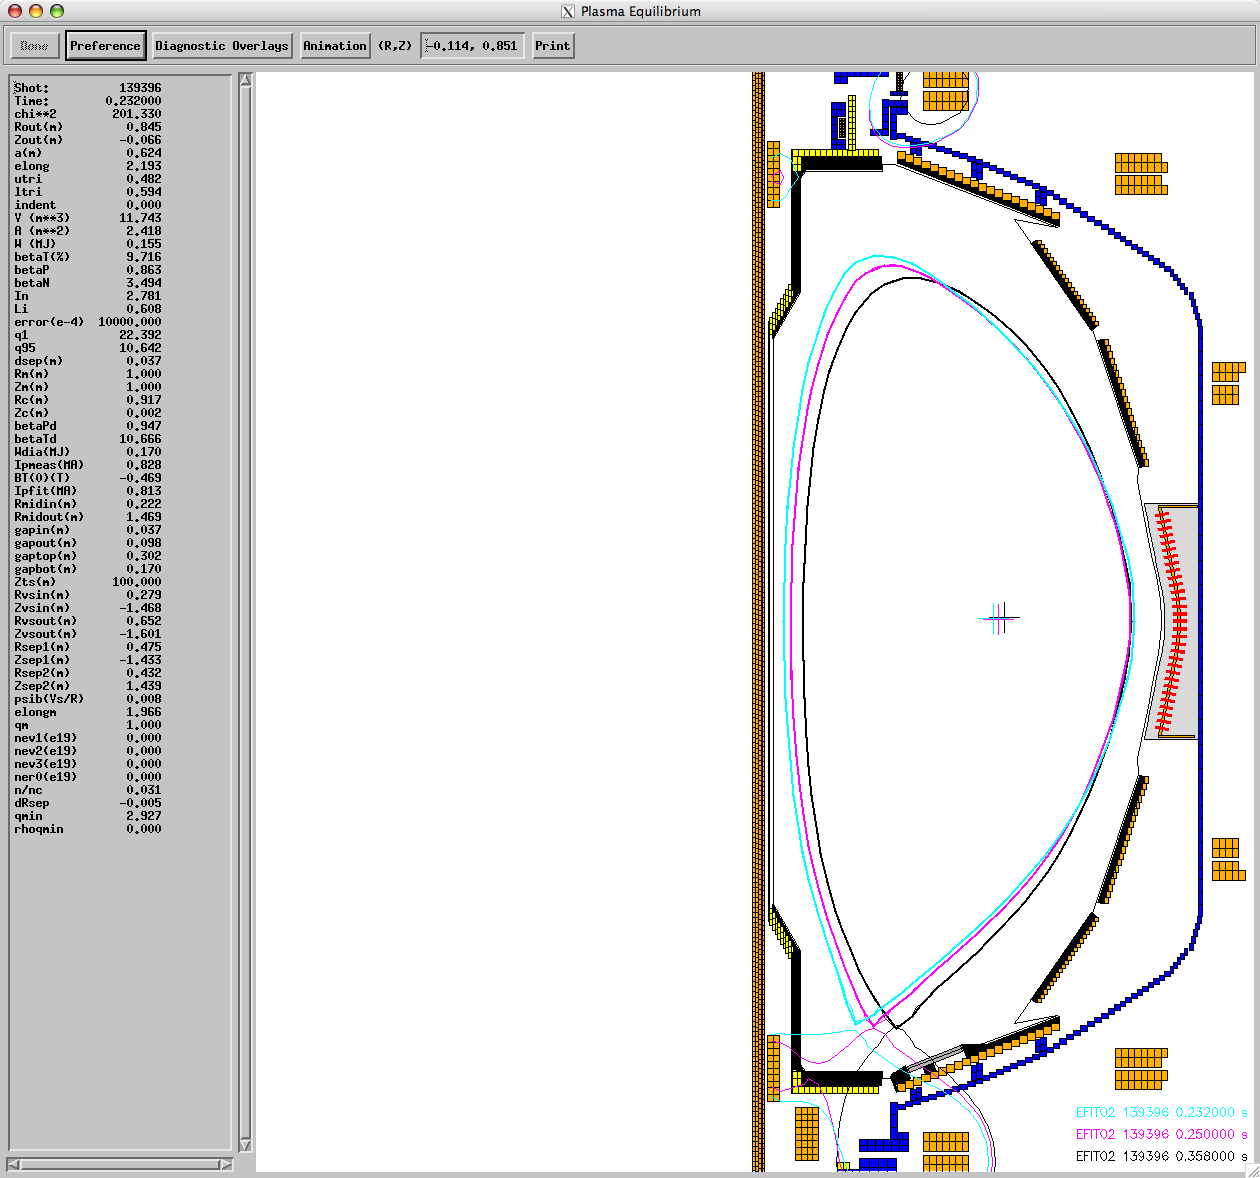 X Plasma Equilibrium
Done Preference Diagnostic Overlays Animation (R,Z) -0.114, 0.851 Print
Shot: 139396
Time: 0.232000
chi**2 201.330
Rout(m) 0.845
Zout(m) -0.066
a(m) 0.624
elong 2.193
utri 0.482
ltri 0.594
indent 0.000
V (m**3) 11.743
A (m**2) 2.418
W (MJ) 0.155
betaT(%) 9.716
betaP 0.863
betaN 3.494
In 2.781
Li 0.608
error(e-4) 10000.000
q1 22.392
q95 10.642
dsep(m) 0.037
Rm(m) 1.000
Zm(m) 1.000
Rc(m) 0.917
Zc(m) 0.002
betaPd 0.947
betaTd 10.666
Wdia(MJ) 0.170
Ipmeas(MA) 0.828
BT(0)(T) -0.469
Ipfit(MA) 0.813
Rmidin(m) 0.222
Rmidout(m) 1.469
gapin(m) 0.037
gapout(m) 0.098
gaptop(m) 0.302
gapbot(m) 0.170
Zts(m) 100.000
Rvsin(m) 0.279
Zvsin(m) -1.468
Rvsout(m) 0.652
Zvsout(m) -1.601
Rsep1(m) 0.475
Zsep1(m) -1.433
Rsep2(m) 0.432
Zsep2(m) 1.439
psib(Vs/R) 0.008
elongm 1.966
qm 1.000
nev1(e19) 0.000
nev2(e19) 0.000
nev3(e19) 0.000
ner0(e19) 0.000
n/nc 0.031
dRsep -0.005
qmin 2.927
rhoqmin 0.000
EFIT02 139396 0.232000 s
EFIT02 139396 0.250000 s
EFIT02 139396 0.358000 s